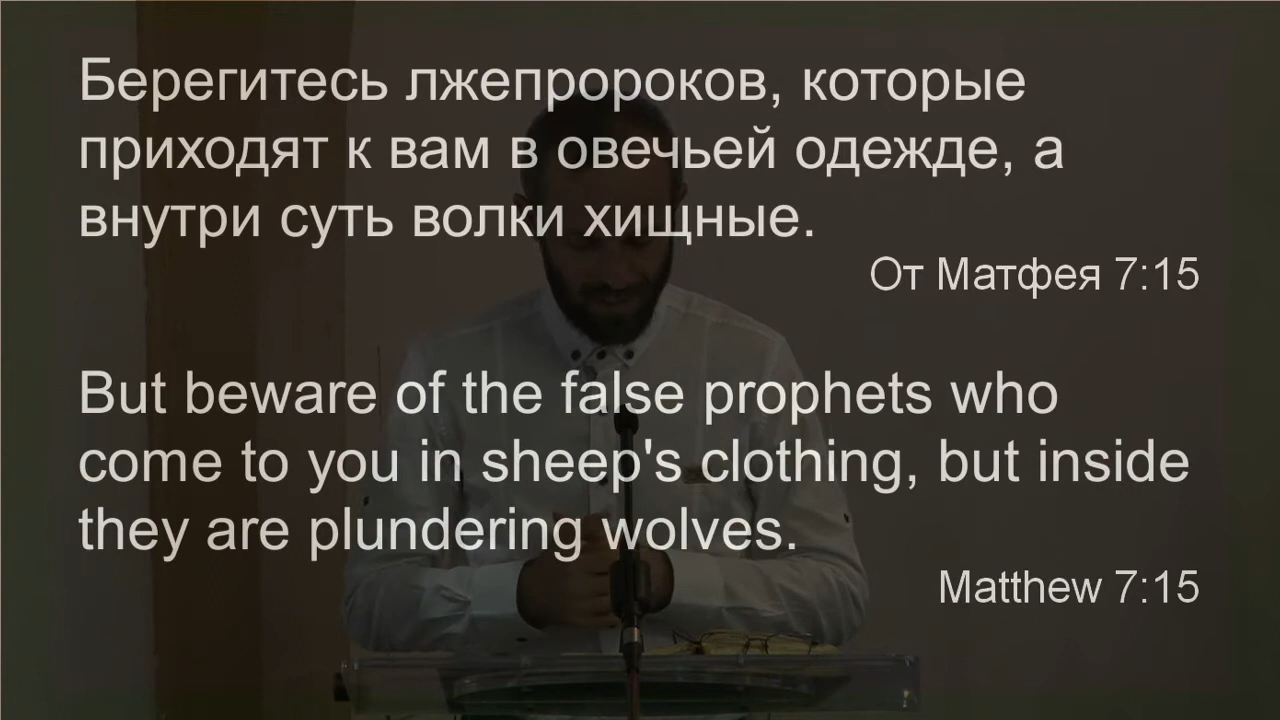 Берегитесь лжепророков, которые
приходят к вам в овечьей одежде, а
внутри суть волки хищные.
От Матфея 7:15
But beware of the false prophets who
come to you in sheep's clothing, but inside
they are plundering wolves.
Matthew 7:15